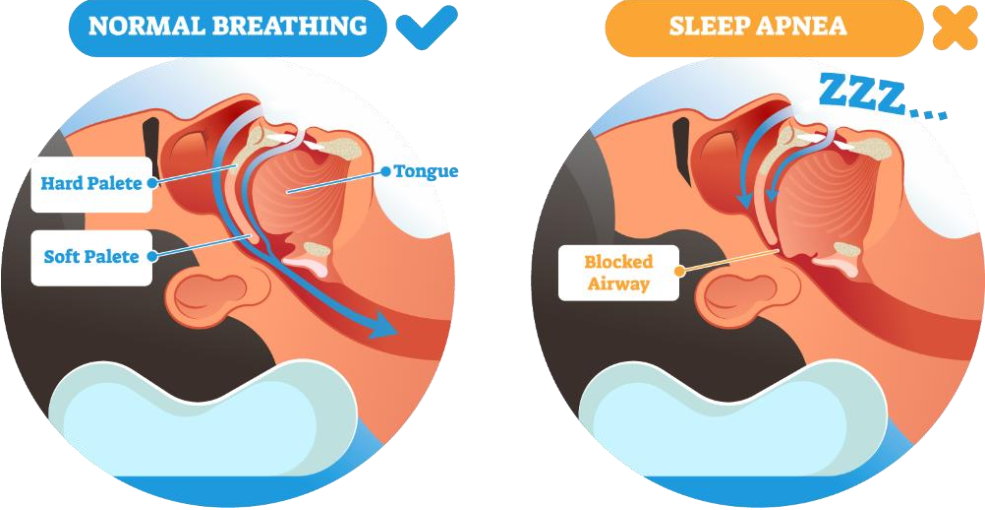 NORMAL BREATHING
SLEEP APNEA
ZZZ...
Hard Palete
Tongue
Soft Palete
Blocked
Airway